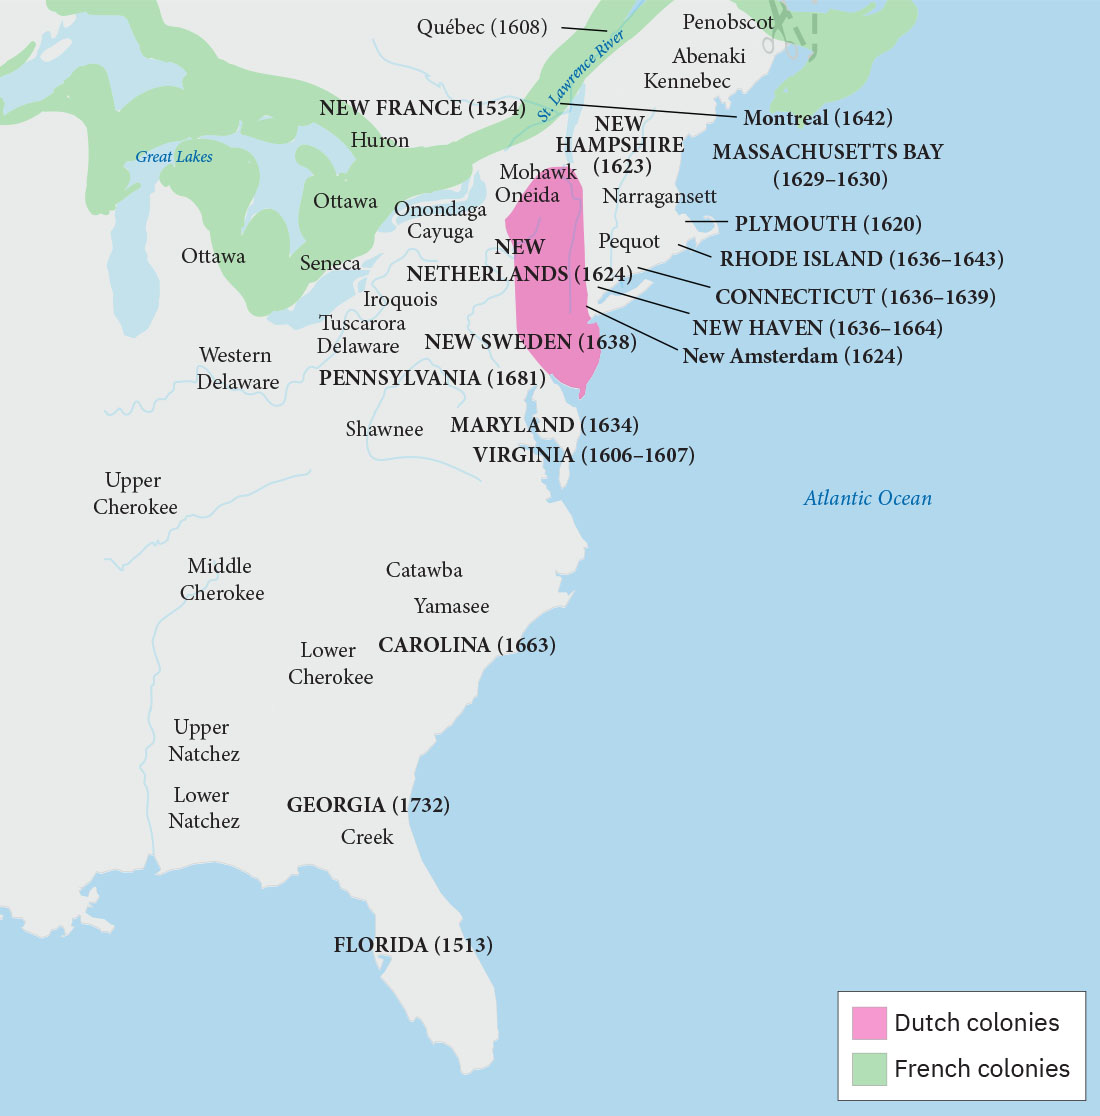 Québec (1608)
Penobscot
Abenaki
Kennebec
St. Lawrence River
NEW FRANCE (1534)
Montreal (1642)
NEW
HAMPSHIRE
(1623)
Huron
Great Lakes
MASSACHUSETTS BAY
(1629–1630)
Mohawk
Oneida
Narragansett
Ottawa
Onondaga
Cayuga
PLYMOUTH (1620)
Pequot
NEW
NETHERLANDS (1624)
Ottawa
Seneca
RHODE ISLAND (1636–1643)
Iroquois
CONNECTICUT (1636–1639)
Tuscarora
Delaware
NEW HAVEN (1636–1664)
NEW SWEDEN (1638)
New Amsterdam (1624)
Western
Delaware
PENNSYLVANIA (1681)
Shawnee
MARYLAND (1634)
VIRGINIA (1606–1607)
Upper
Cherokee
Atlantic Ocean
Middle
Cherokee
Catawba
Yamasee
CAROLINA (1663)
Lower
Cherokee
Upper
Natchez
Lower
Natchez
GEORGIA (1732)
Creek
FLORIDA (1513)
Dutch colonies
French colonies